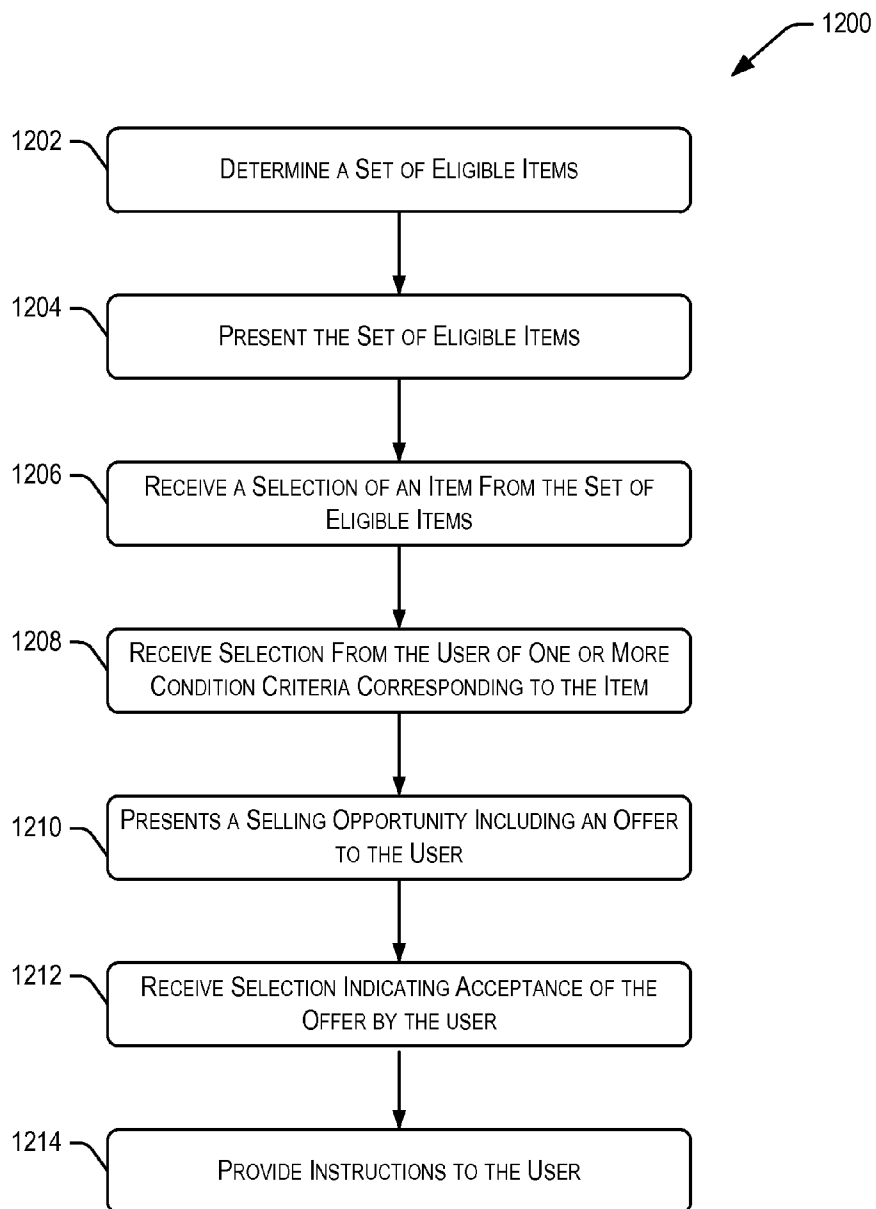 1200
1202
DETERMINE A SET OF ELIGIBLE ITEMS
1204
PRESENT THE SET OF ELIGIBLE ITEMS
1206
RECEIVE A SELECTION OF AN ITEM FROM THE SET OF
ELIGIBLE ITEMS
1208
RECEIVE SELECTION FROM THE USER OF ONE OR MORE
CONDITION CRITERIA CORRESPONDING TO THE ITEM
1210
PRESENTS A SELLING OPPORTUNITY INCLUDING AN OFFER
TO THE USER
1212
RECEIVE SELECTION INDICATING ACCEPTANCE OF THE
OFFER BY THE USER
1214
PROVIDE INSTRUCTIONS TO THE USER